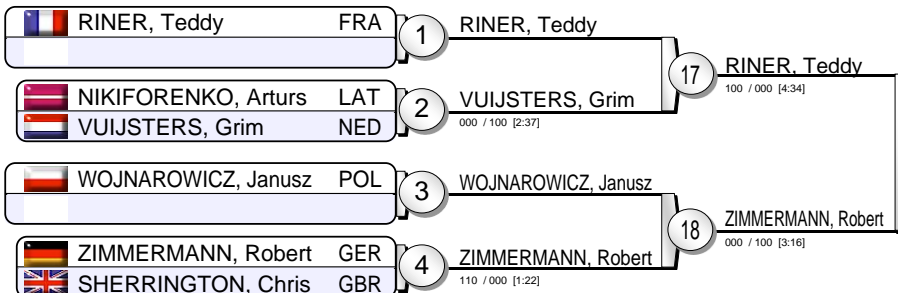 RINER, Teddy FRA
1
RINER, Teddy
17
RINER, Teddy
100 / 000 [4:34]
NIKIFORENKO, Arturs LAT
VUIJSTERS, Grim NED
2
VUIJSTERS, Grim
000 / 100 [2:37]
WOJNAROWICZ, Janusz POL
3
WOJNAROWICZ, Janusz
18
ZIMMERMANN, Robert
000 / 100 [3:16]
ZIMMERMANN, Robert GER
SHERRINGTON, Chris GBR
4
ZIMMERMANN, Robert
110 / 000 [1:22]